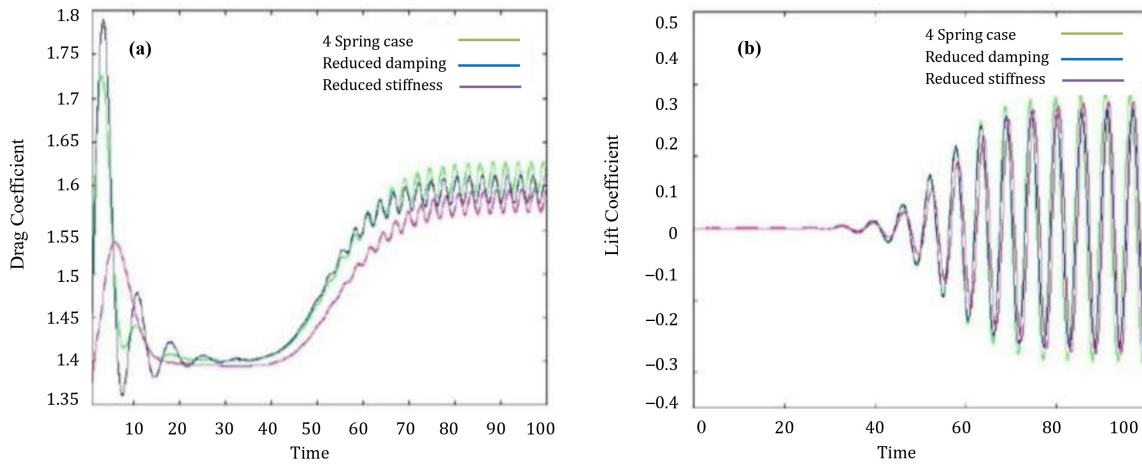 (a)
4 Spring case
Reduced damping
Reduced stiffness
Drag Coefficient
1.8
1.75
1.7
1.65
1.6
1.55
1.5
1.45
1.4
1.35
10 20 30 40 50 60 70 80 90 100
Time
(b)
4 Spring case
Reduced damping
Reduced stiffness
Lift Coefficient
0.5
0.4
0.3
0.2
0.1
0
−0.1
−0.2
−0.3
−0.4
0 20 40 60 80 100
Time